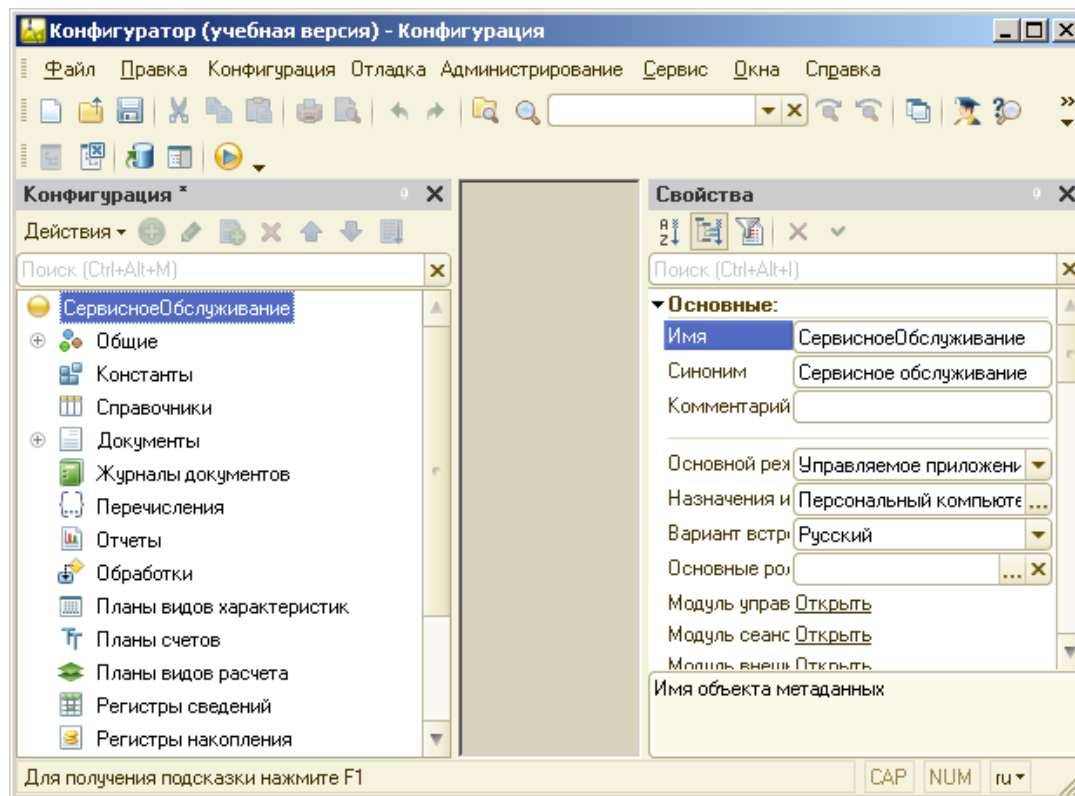 Конфигуратор (учебная версия) - Конфигурация
Файл Правка Конфигурация Отладка Администрирование Сервис Окна Справка
Конфигурация *
Действия
Поиск (Ctrl+Alt+M)
СервисноеОбслуживание
Общие
Константы
Справочники
Документы
Журналы документов
Перечисления
Отчеты
Обработки
Планы видов характеристик
Планы счетов
Планы видов расчета
Регистры сведений
Регистры накопления
Свойства
Поиск (Ctrl+Alt+I)
Основные:
Имя СервисноеОбслуживание
Синоним Сервисное обслуживание
Комментарий
Основной реж Управляемое приложени
Назначения и Персональный компьюте ...
Вариант встр Русский
Основные рол ...
Модуль управ Открыть
Модуль сеанс Открыть
Модуль внеш Открыть
Имя объекта метаданных
Для получения подсказки нажмите F1
CAP NUM ru